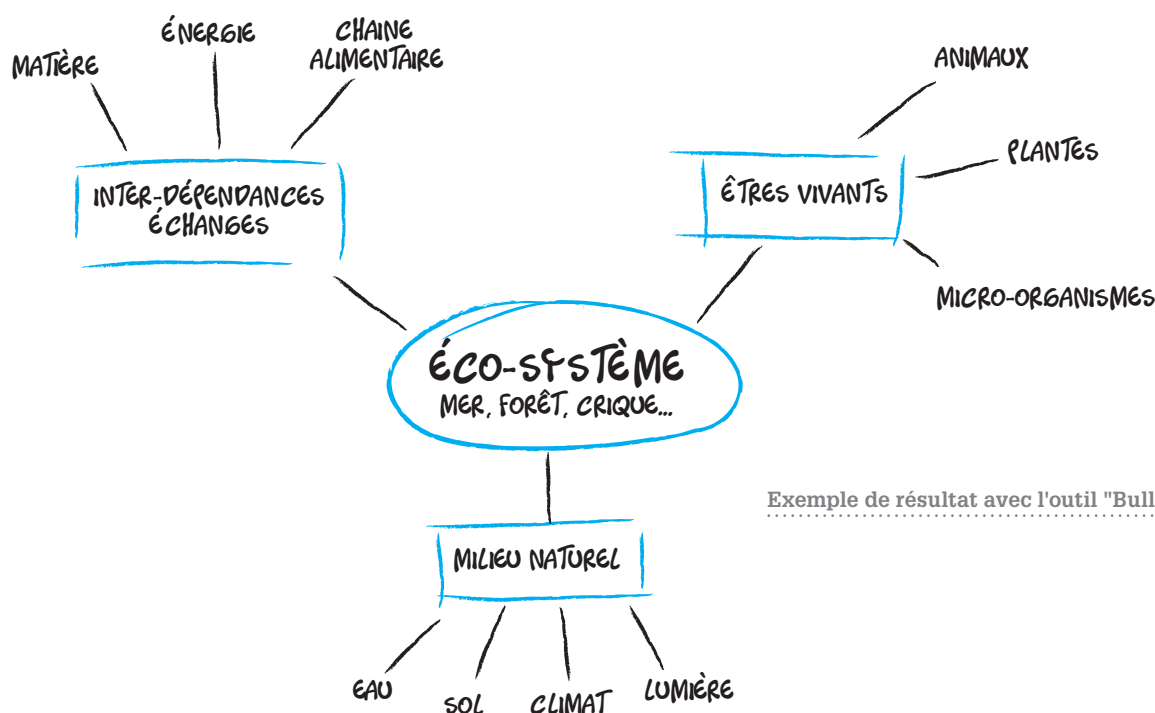 MATIÈRE
ÉNERGIE
CHAINE
ALIMENTAIRE
INTER-DÉPENDANCES
ÉCHANGES
ANIMAUX
PLANTES
ÊTRES VIVANTS
MICRO-ORGANISMES
ÉCO-SYSTÈME
MER, FORÊT, CRIQUE...
Exemple de résultat avec l'outil "Bull
MILIEU NATUREL
EAU
SOL
CLIMAT
LUMIÈRE